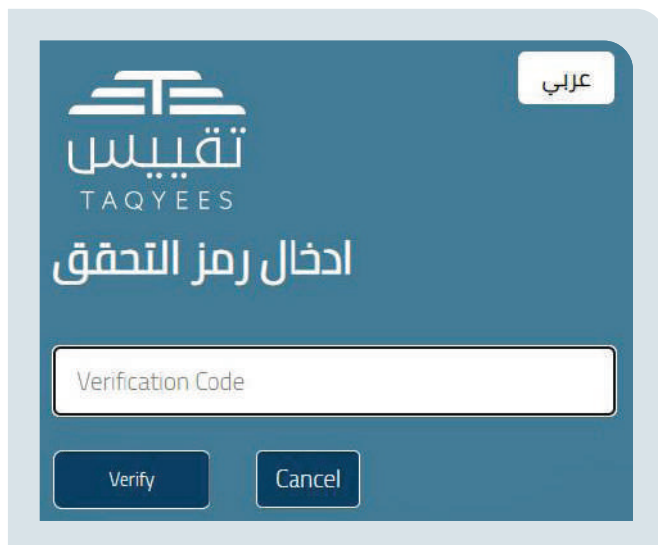 عربي
تقييس
TAQYEES
ادخال رمز التحقق
Verification Code
Verify
Cancel